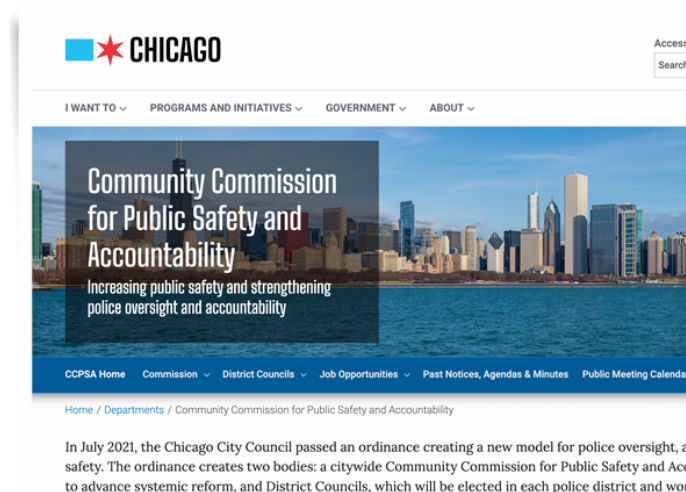 CHICAGO
Access
Search
I WANT TO
PROGRAMS AND INITIATIVES
GOVERNMENT
ABOUT
Community Commission
for Public Safety and
Accountability
Increasing public safety and strengthening
police oversight and accountability
CCPSA Home Commission District Councils Job Opportunities Past Notices, Agendas & Minutes Public Meeting Calenda
Home / Departments / Community Commission for Public Safety and Accountability
In July 2021, the Chicago City Council passed an ordinance creating a new model for police oversight, a
safety. The ordinance creates two bodies: a citywide Community Commission for Public Safety and Acc
to advance systemic reform, and District Councils, which will be elected in each police district and wor